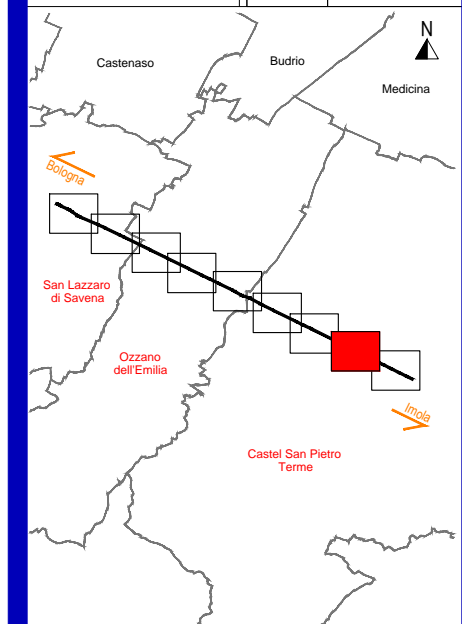 N
Castenaso
Budrio
Medicina
Bologna
San Lazzaro
di Savena
Ozzano
dell'Emilia
Imola
Castel San Pietro
Terme